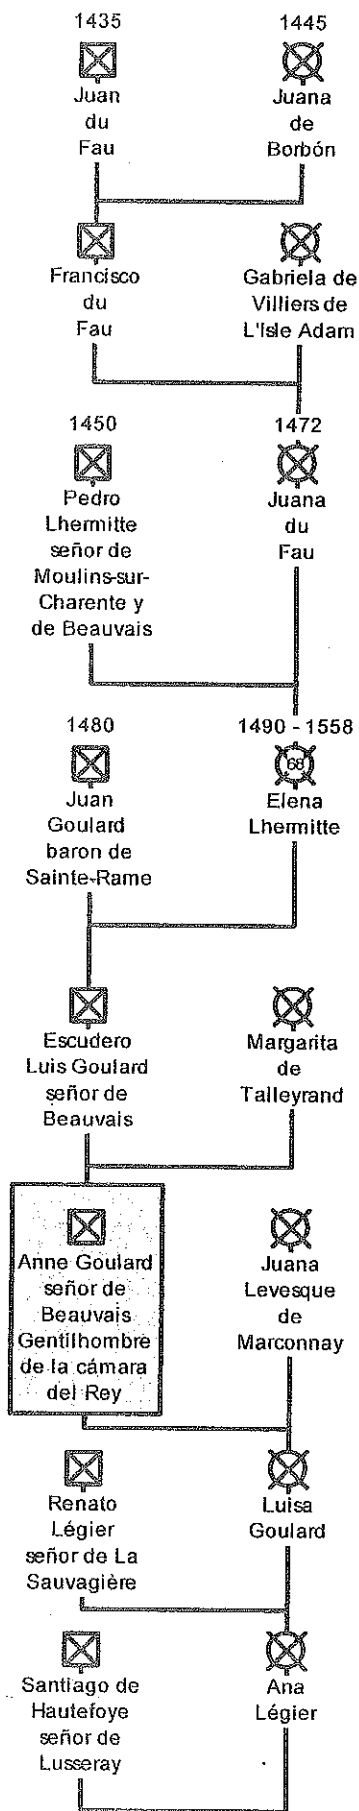 1435
Juan
du
Fau
1445
Juana
de
Borbón
Francisco
du
Fau
Gabriela de
Villiers de
L'Isle Adam
1450
Pedro
Lhermitte
señor de
Moulins-sur-
Charente y
de Beauvais
1472
Juana
du
Fau
1480
Juan
Goulard
baron de
Sainte-Rame
1490 - 1558
68
Elena
Lhermitte
Escudero
Luis Goulard
señor de
Beauvais
Margarita
de
Talleyrand
Anne Goulard
señor de
Beauvais
Gentilhombre
de la cámara
del Rey
Juana
Levesque
de
Marconnay
Renato
Légier
señor de La
Sauvagière
Luisa
Goulard
Santiago de
Hautefoye
señor de
Lusseray
Ana
Légier